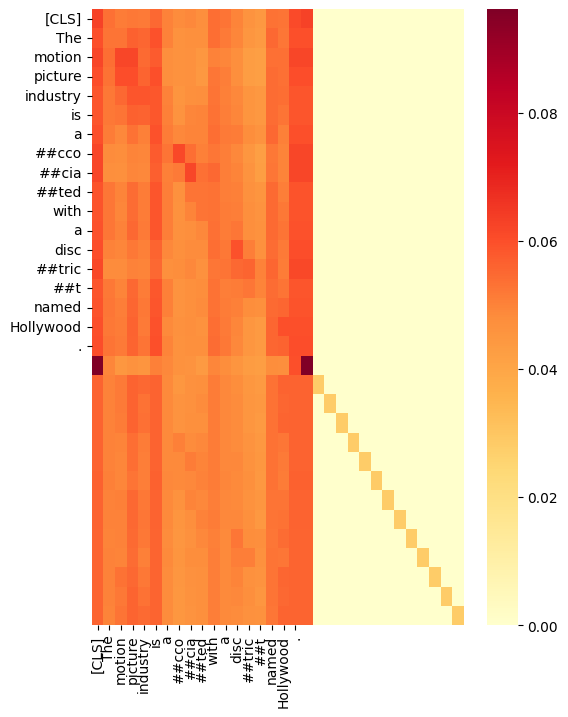 [CLS]
The
motion
picture
industry
is
a
##cco
##cia
##ted
with
a
disc
##tric
##t
named
Hollywood
.
0.08
0.06
0.04
0.02
0.00
[CLS]
The
motion
picture
industry
is
a
##cco
##cia
##ted
with
a
disc
##tric
##t
named
Hollywood
.